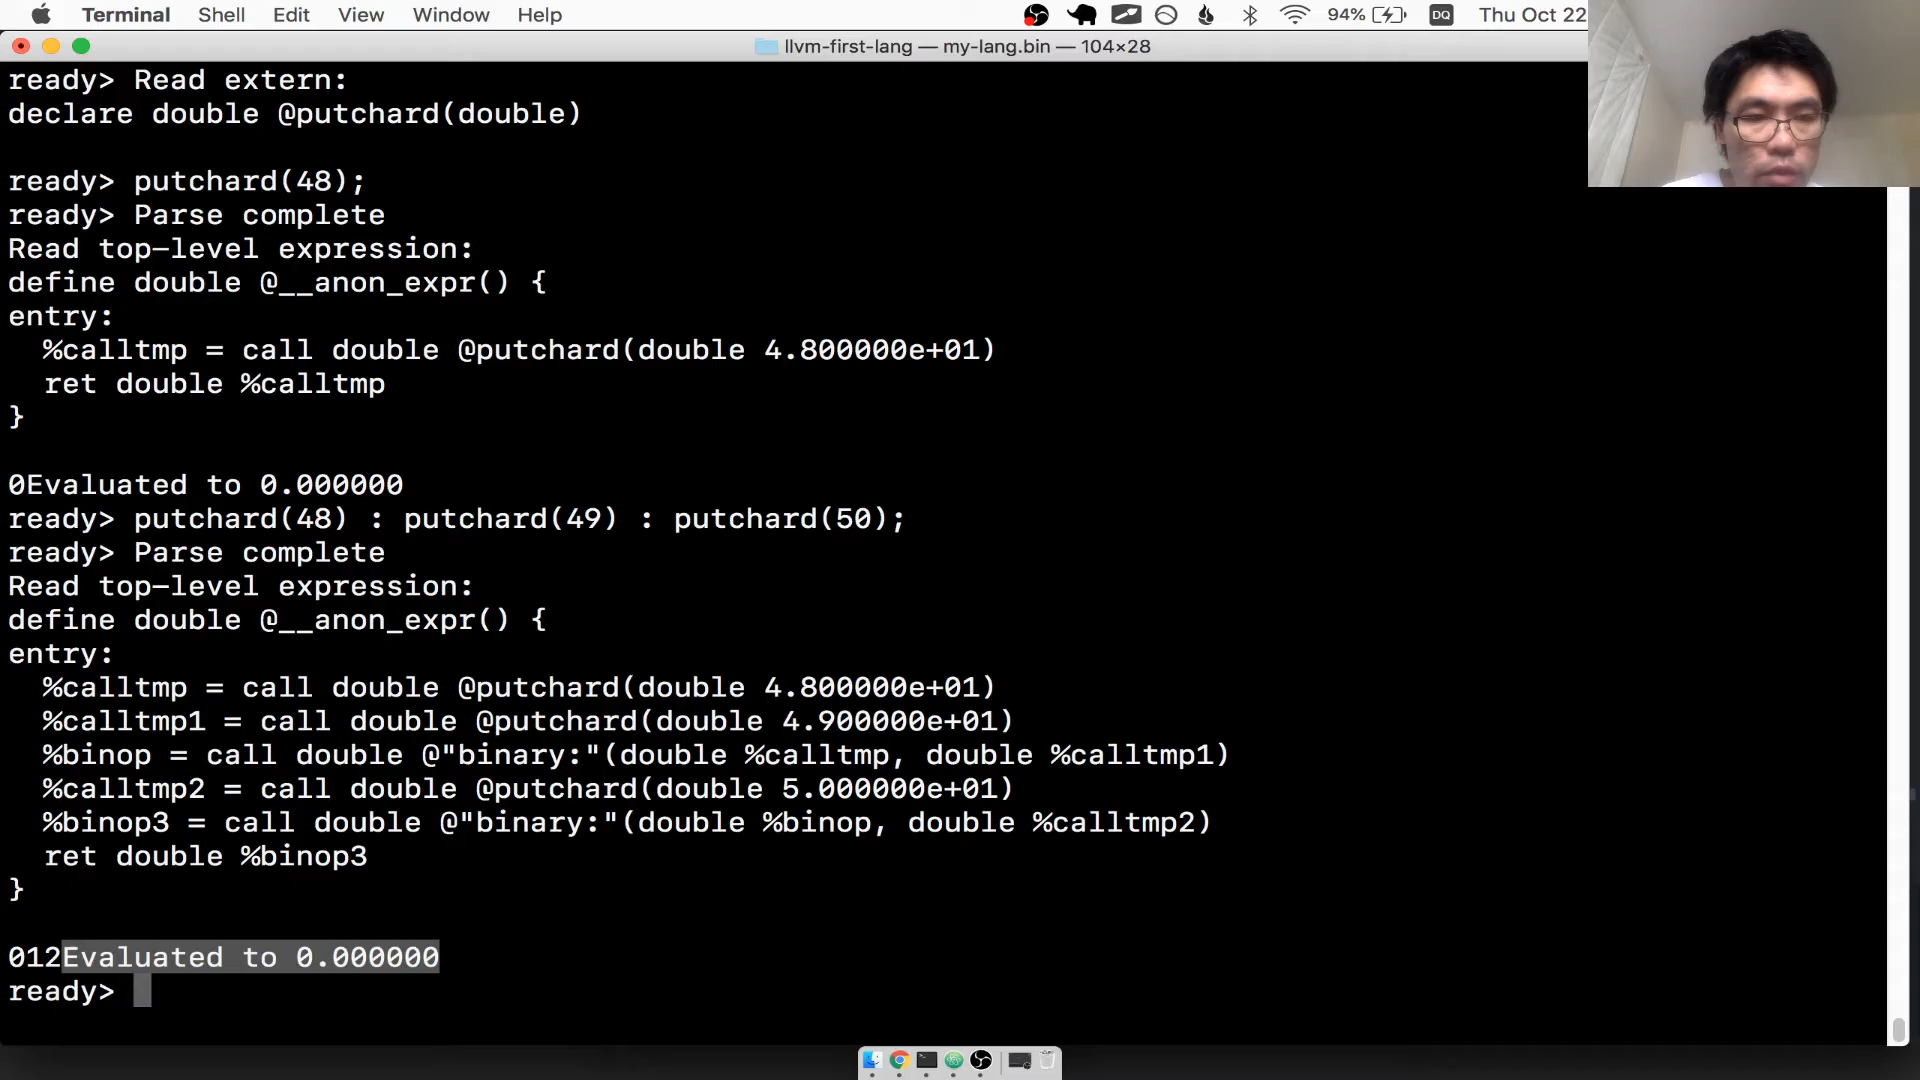 Terminal Shell Edit View Window Help 94% DQ Thu Oct 22
llvm-first-lang — my-lang.bin — 104×28
ready> Read extern:
declare double @putchard(double)
ready> putchard(48);
ready> Parse complete
Read top-level expression:
define double @__anon_expr() {
entry:
  %calltmp = call double @putchard(double 4.800000e+01)
  ret double %calltmp
}
0Evaluated to 0.000000
ready> putchard(48) : putchard(49) : putchard(50);
ready> Parse complete
Read top-level expression:
define double @__anon_expr() {
entry:
  %calltmp = call double @putchard(double 4.800000e+01)
  %calltmp1 = call double @putchard(double 4.900000e+01)
  %binop = call double @"binary:"(double %calltmp, double %calltmp1)
  %calltmp2 = call double @putchard(double 5.000000e+01)
  %binop3 = call double @"binary:"(double %binop, double %calltmp2)
  ret double %binop3
}
012Evaluated to 0.000000
ready>